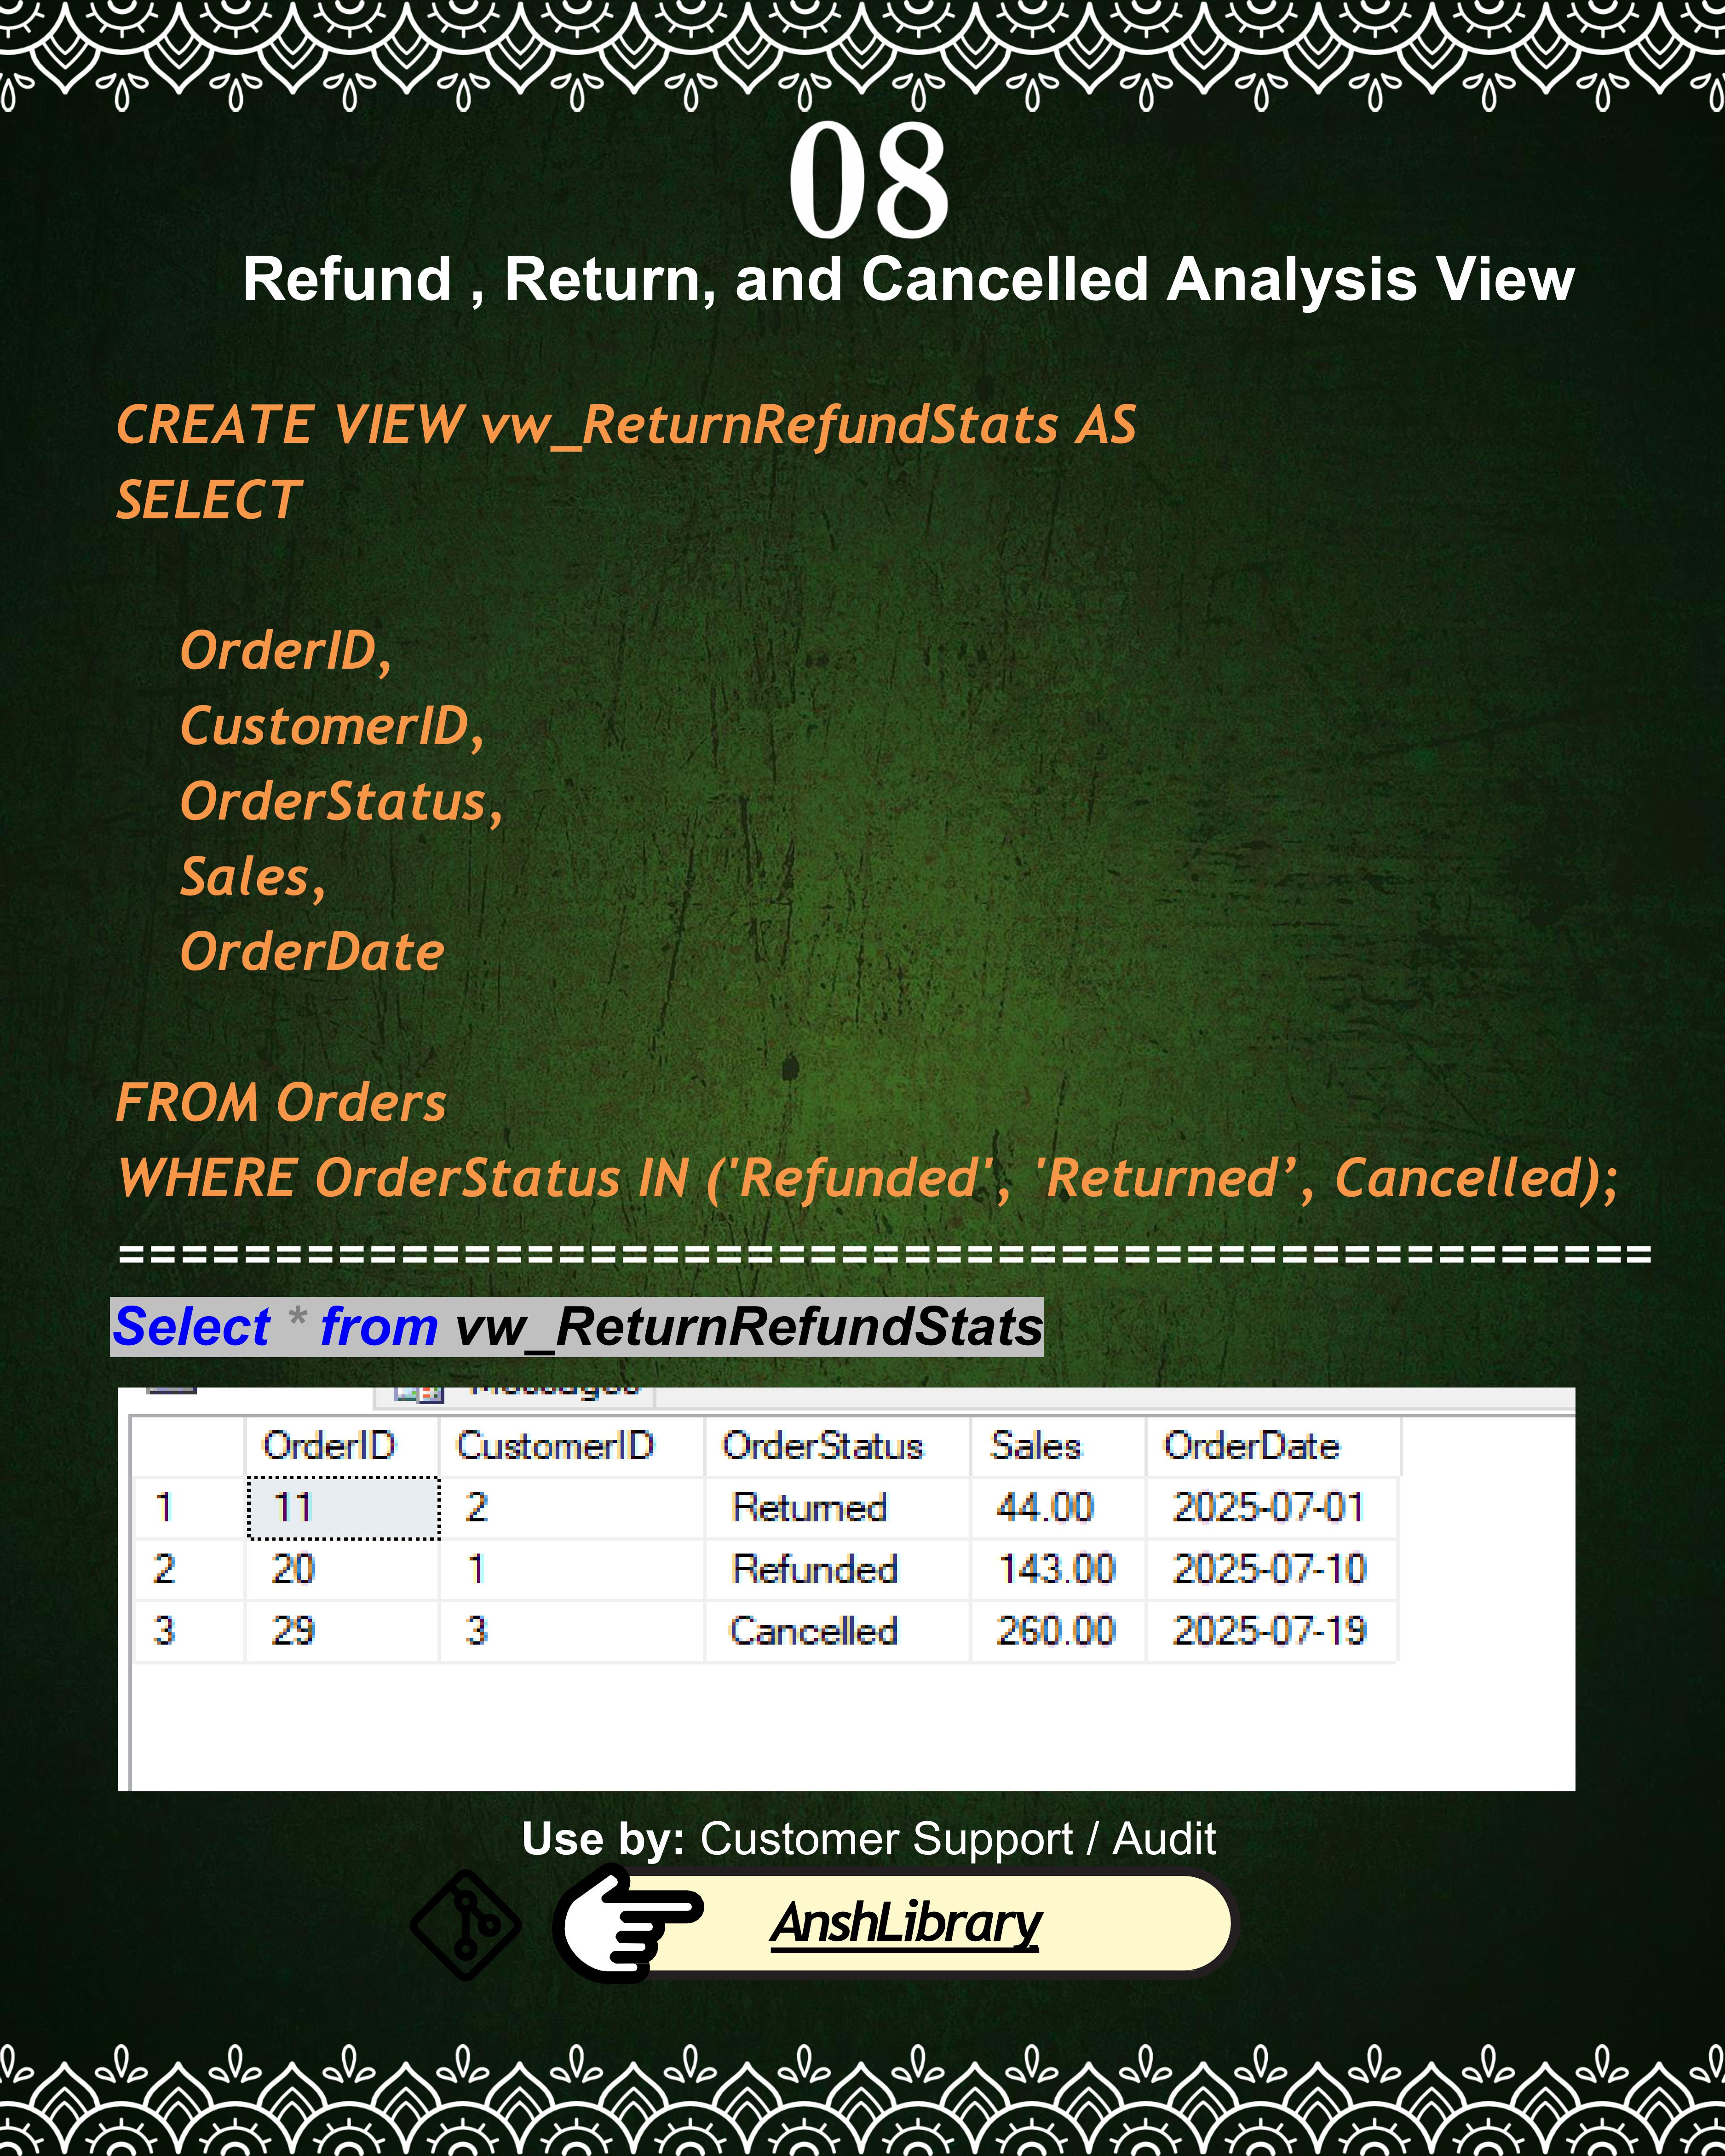 08
Refund , Return, and Cancelled Analysis View
CREATE VIEW vw_ReturnRefundStats AS
SELECT
OrderID,
CustomerID,
OrderStatus,
Sales,
OrderDate
FROM Orders
WHERE OrderStatus IN ('Refunded', 'Returned’, Cancelled);
=================================================
Select * from vw_ReturnRefundStats
Messages
OrderID CustomerID OrderStatus Sales OrderDate
1 11 2 Returned 44.00 2025-07-01
2 20 1 Refunded 143.00 2025-07-10
3 29 3 Cancelled 260.00 2025-07-19
Use by: Customer Support / Audit
AnshLibrary